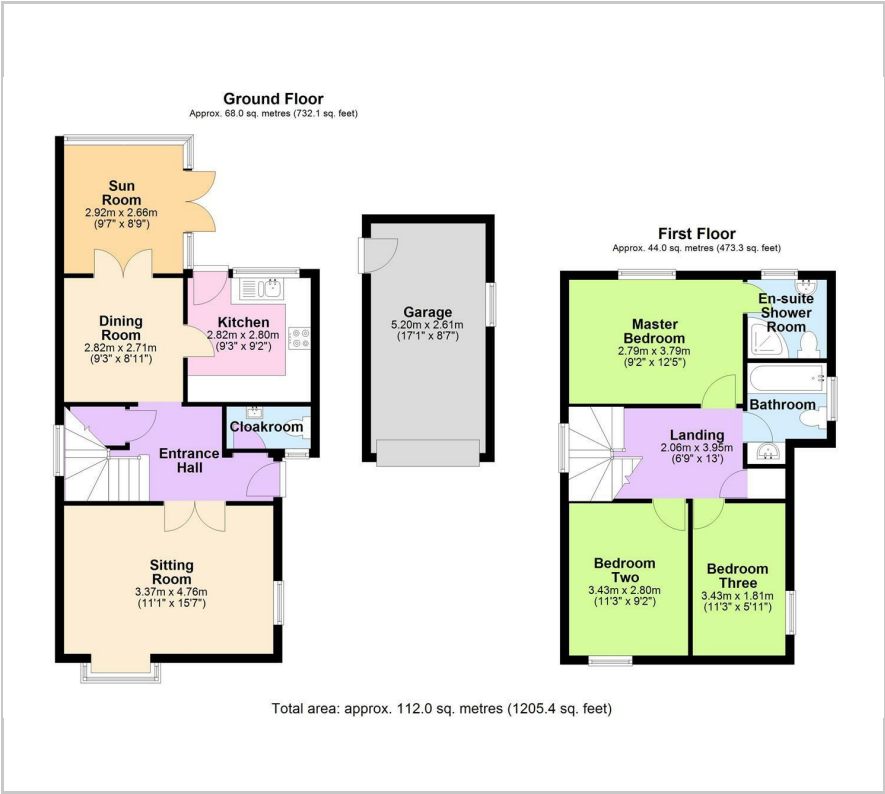 Ground Floor
Approx. 68.0 sq. metres (732.1 sq. feet)
Sun
Room
2.92m x 2.66m
(9'7" x 8'9")
Dining
Room
2.82m x 2.71m
(9'3" x 8'11")
Kitchen
2.82m x 2.80m
(9'3" x 9'2")
Cloakroom
Entrance
Hall
Sitting
Room
3.37m x 4.76m
(11'1" x 15'7")
Garage
5.20m x 2.61m
(17'1" x 8'7")
First Floor
Approx. 44.0 sq. metres (473.3 sq. feet)
Master
Bedroom
2.79m x 3.79m
(9'2" x 12'5")
En-suite
Shower
Room
Bathroom
Landing
2.06m x 3.95m
(6'9" x 13')
Bedroom
Two
3.43m x 2.80m
(11'3" x 9'2")
Bedroom
Three
3.43m x 1.81m
(11'3" x 5'11")
Total area: approx. 112.0 sq. metres (1205.4 sq. feet)